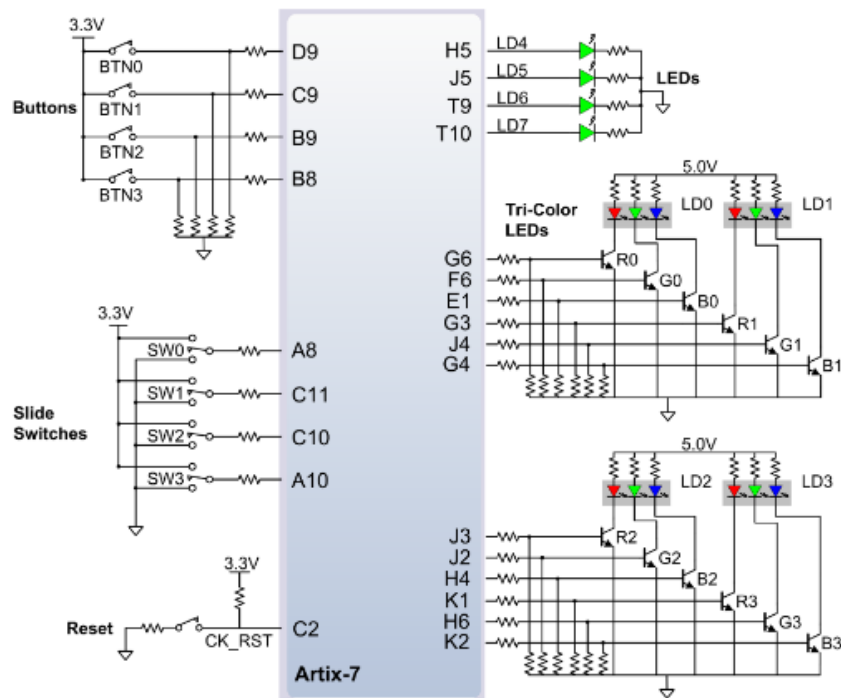 3.3V
BTN0
D9
BTN1
C9
Buttons
BTN2
B9
BTN3
B8
3.3V
SW0
A8
SW1
C11
Slide
Switches
SW2
C10
SW3
A10
3.3V
Reset
CK_RST
C2
Artix-7
H5
LD4
J5
LD5
LEDs
T9
LD6
T10
LD7
5.0V
LD0
LD1
Tri-Color
LEDs
G6
R0
F6
G0
E1
B0
G3
R1
J4
G1
G4
B1
5.0V
LD2
LD3
J3
R2
J2
G2
H4
B2
K1
R3
H6
G3
K2
B3